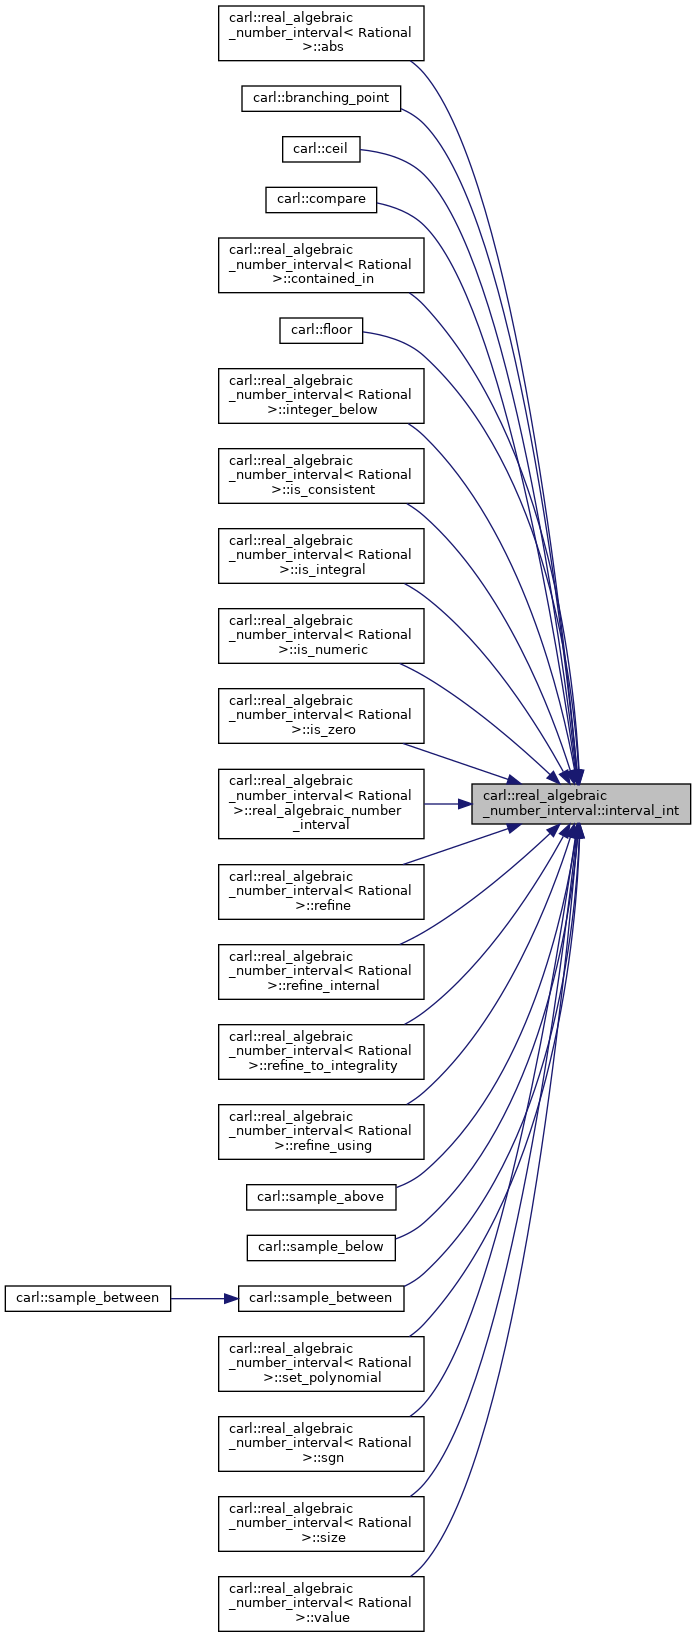 carl::real_algebraic
_number_interval< Rational
>::abs
carl::branching_point
carl::ceil
carl::compare
carl::real_algebraic
_number_interval< Rational
>::contained_in
carl::floor
carl::real_algebraic
_number_interval< Rational
>::integer_below
carl::real_algebraic
_number_interval< Rational
>::is_consistent
carl::real_algebraic
_number_interval< Rational
>::is_integral
carl::real_algebraic
_number_interval< Rational
>::is_numeric
carl::real_algebraic
_number_interval< Rational
>::is_zero
carl::real_algebraic
_number_interval< Rational
>::real_algebraic_number
_interval
carl::real_algebraic
_number_interval::interval_int
carl::real_algebraic
_number_interval< Rational
>::refine
carl::real_algebraic
_number_interval< Rational
>::refine_internal
carl::real_algebraic
_number_interval< Rational
>::refine_to_integrality
carl::real_algebraic
_number_interval< Rational
>::refine_using
carl::sample_above
carl::sample_below
carl::sample_between
carl::sample_between
carl::real_algebraic
_number_interval< Rational
>::set_polynomial
carl::real_algebraic
_number_interval< Rational
>::sgn
carl::real_algebraic
_number_interval< Rational
>::size
carl::real_algebraic
_number_interval< Rational
>::value